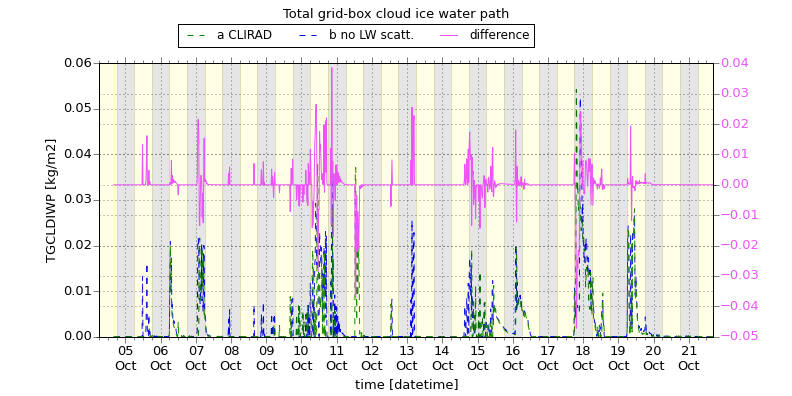 Total grid-box cloud ice water path
a CLIRAD b no LW scatt. difference
0.06 0.04
0.05 0.03
0.04 0.02
0.03 0.01
0.02 0.00
0.01 −0.01
0.00 −0.02
−0.03
−0.04
−0.05
TGCLDIWP [kg/m2]
05 06 07 08 09 10 11 12 13 14 15 16 17 18 19 20 21
Oct Oct Oct Oct Oct Oct Oct Oct Oct Oct Oct Oct Oct Oct Oct Oct Oct
time [datetime]